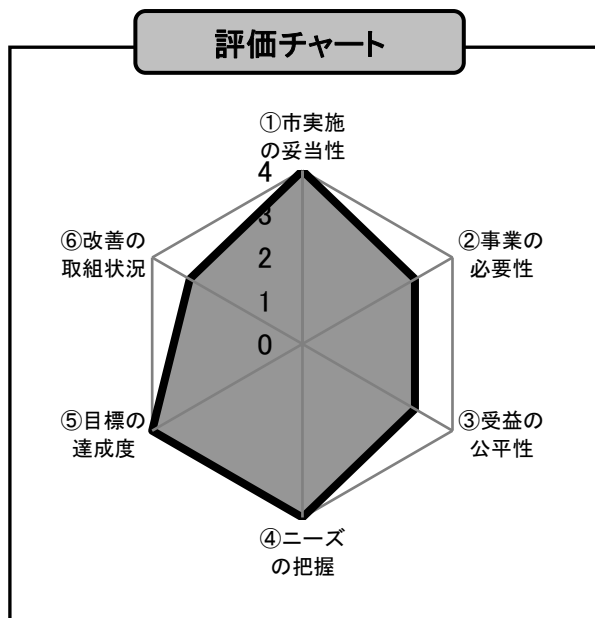 評価チャート
①市実施
の妥当性
4
3
2
1
0
②事業の
必要性
③受益の
公平性
④ニーズ
の把握
⑤目標の
達成度
⑥改善の
取組状況